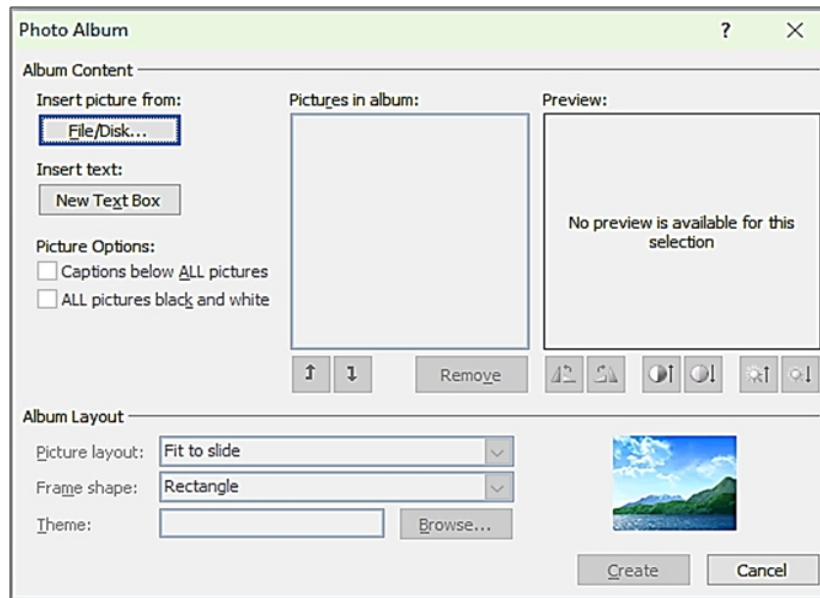 Photo Album ? X
Album Content
Insert picture from:
File/Disk...
Insert text:
New Text Box
Picture Options:
Captions below ALL pictures
ALL pictures black and white
Pictures in album:
Remove
Preview:
No preview is available for this
selection
Album Layout
Picture layout: Fit to slide
Frame shape: Rectangle
Theme: Browse...
Create Cancel